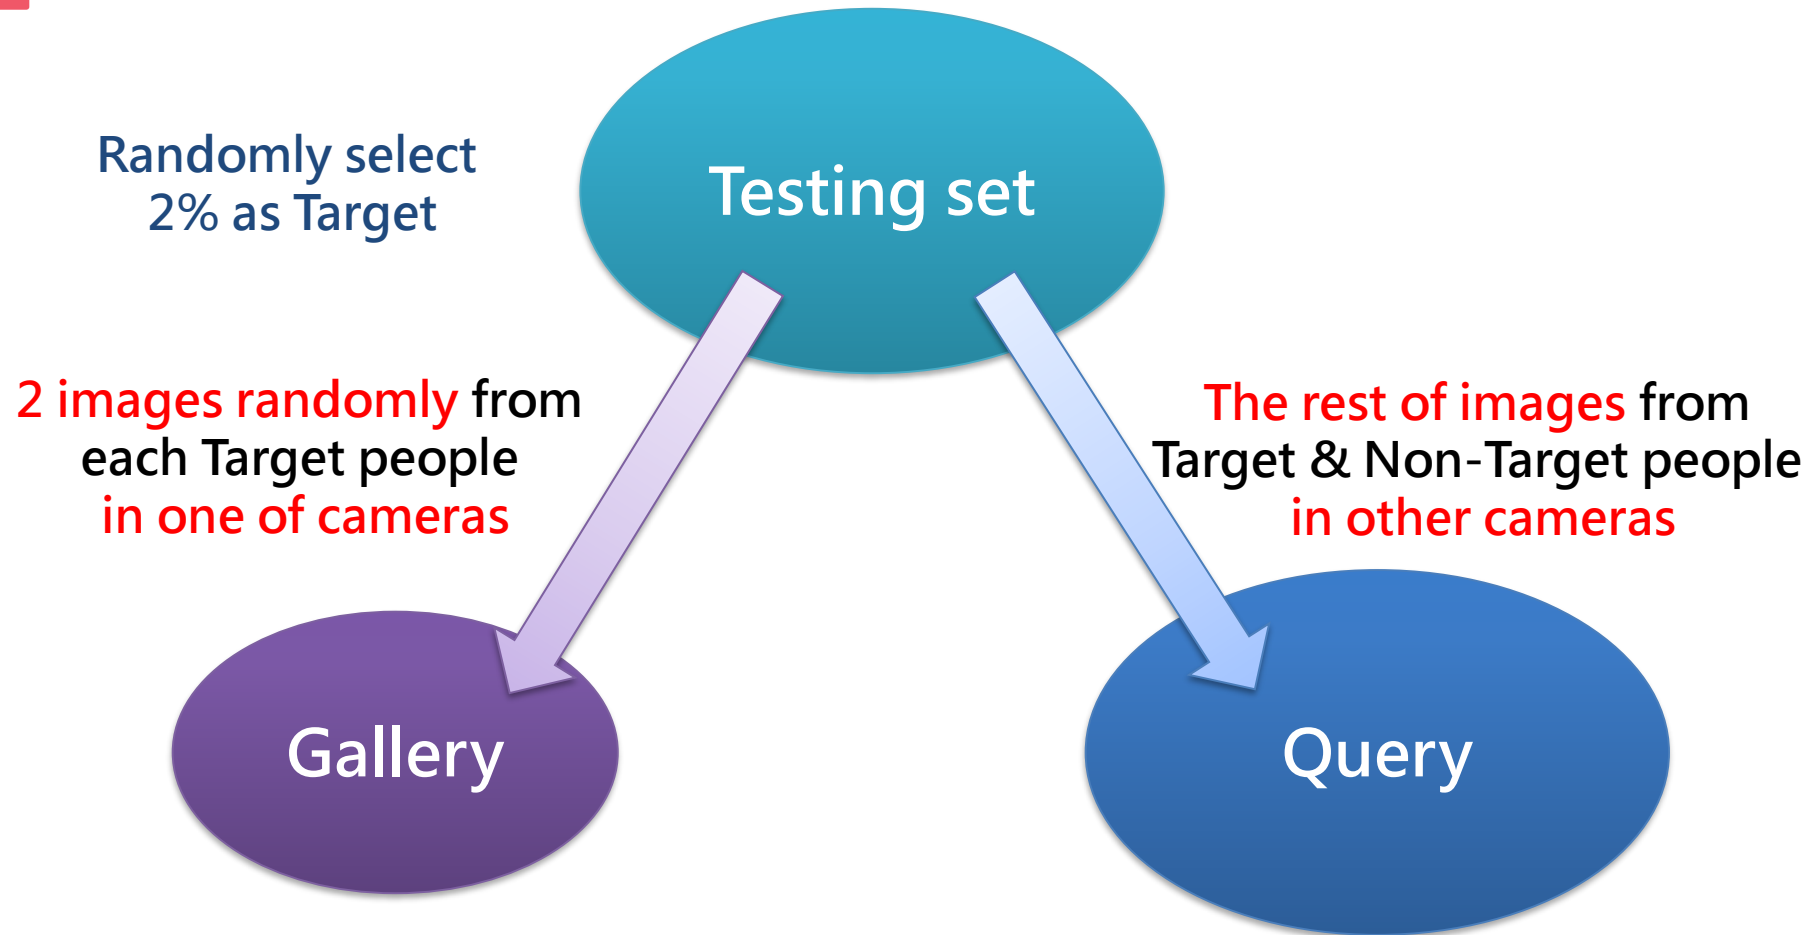 Testing set
Randomly select
2% as Target
2 images randomly from
each Target people
in one of cameras
The rest of images from
Target & Non-Target people
in other cameras
Gallery
Query